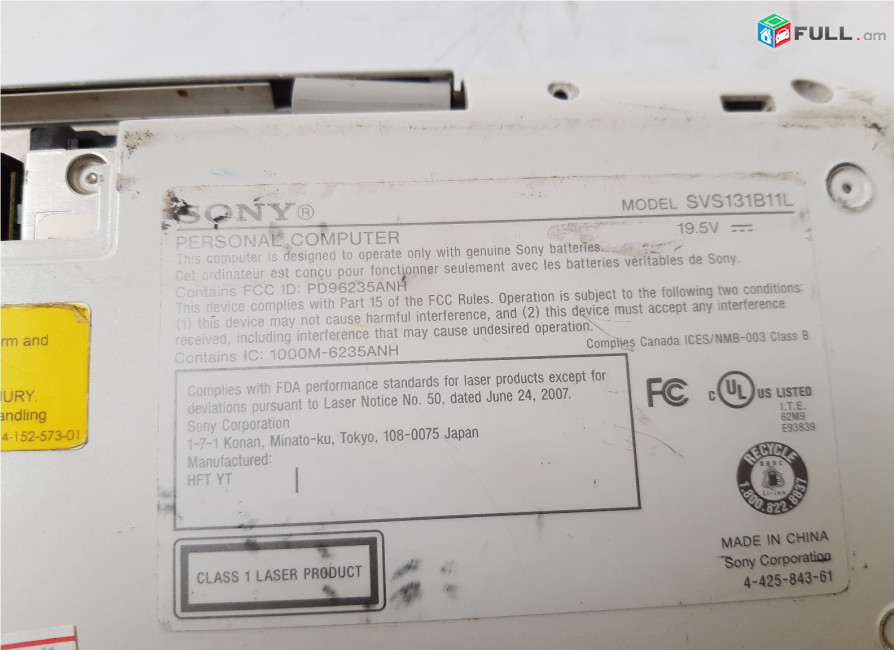 FULL.am
SONY®
MODEL SVS131B11L
PERSONAL COMPUTER
19.5V
This computer is designed to operate only with genuine Sony batteries.
Cet ordinateur est conçu pour fonctionner seulement avec les batteries véritables de Sony.
Contains FCC ID: PD96235ANH
This device complies with Part 15 of the FCC Rules. Operation is subject to the following two conditions:
(1) this device may not cause harmful interference, and (2) this device must accept any interference
received, including interference that may cause undesired operation.
Contains IC: 1000M-6235ANH
Complies Canada ICES/NMB-003 Class B
rm and
JURY.
andling
4-152-573-01
Complies with FDA performance standards for laser products except for
deviations pursuant to Laser Notice No. 50, dated June 24, 2007.
Sony Corporation
1-7-1 Konan, Minato-ku, Tokyo, 108-0075 Japan
Manufactured:
HFT YT
FC
C UL US LISTED
I.T.E.
62M9
E93839
RECYCLE
RBRC
Li-ion
1.800.822.8837
CLASS 1 LASER PRODUCT
MADE IN CHINA
Sony Corporation
4-425-843-61